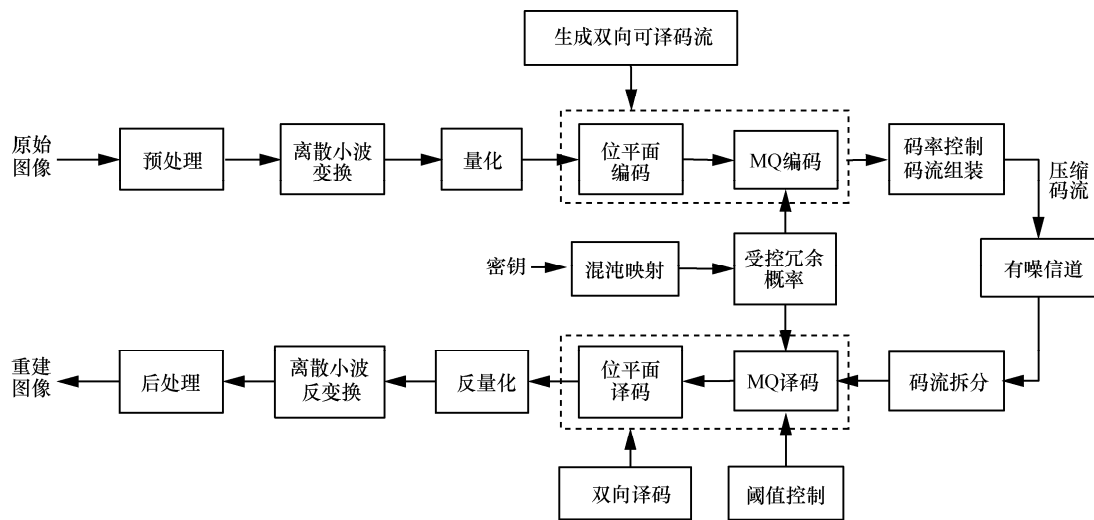 生成双向可译码流
原始
图像
预处理
离散小波
变换
量化
位平面
编码
MQ编码
码率控制
码流组装
压缩
码流
密钥
混沌映射
受控冗余
概率
有噪信道
重建
图像
后处理
离散小波
反变换
反量化
位平面
译码
MQ译码
码流拆分
双向译码
阈值控制